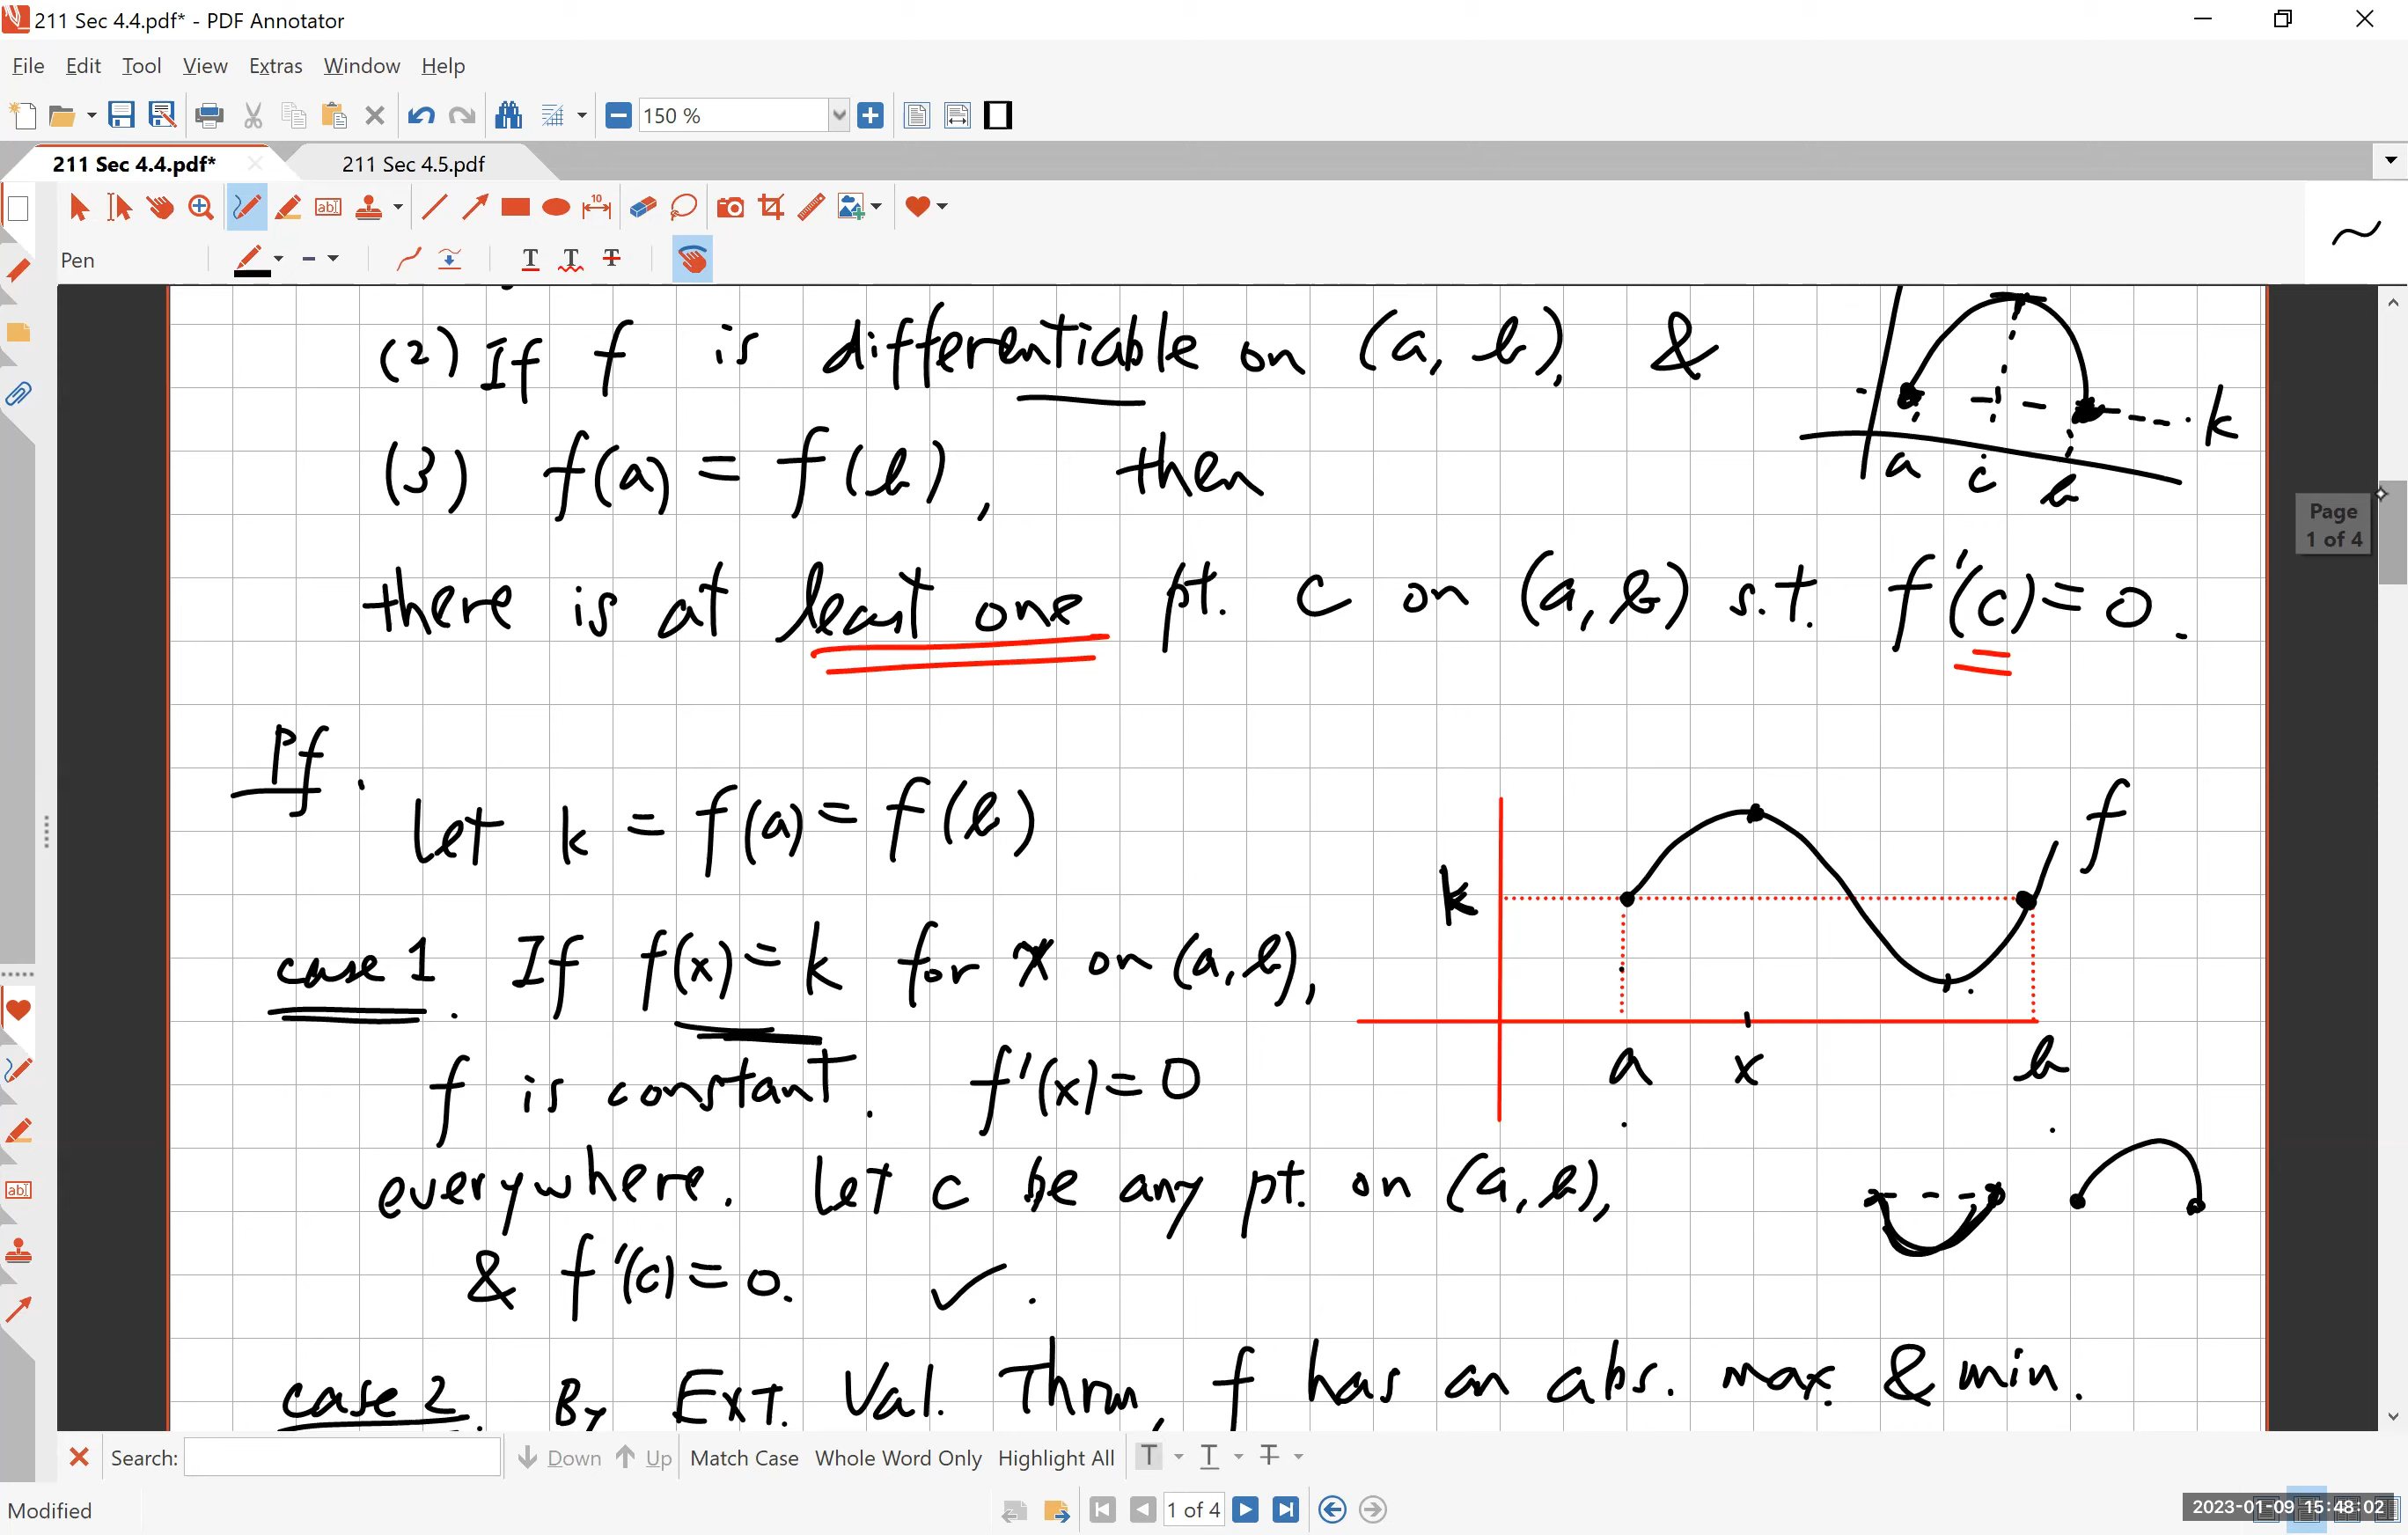 211 Sec 4.4.pdf* - PDF Annotator
File Edit Tool View Extras Window Help
150 %
211 Sec 4.4.pdf* 211 Sec 4.5.pdf
Pen
(2) If f is differentiable on (a, b), &
(3) f(a) = f(b), then
k
a c b
there is at least one pt. c on (a, b) s.t. f'(c) = 0.
Page
1 of 4
Pf.
Let k = f(a) = f(b)
f
k
case 1. If f(x) = k for x on (a, b),
a x b
f is constant. f'(x) = 0
everywhere. Let c be any pt. on (a, b),
& f'(c) = 0. ✓.
case 2. By Ext. Val. Thrm, f has an abs. max & min.
Search: Down Up Match Case Whole Word Only Highlight All
Modified
1 of 4
2023-01-09 15:48:02